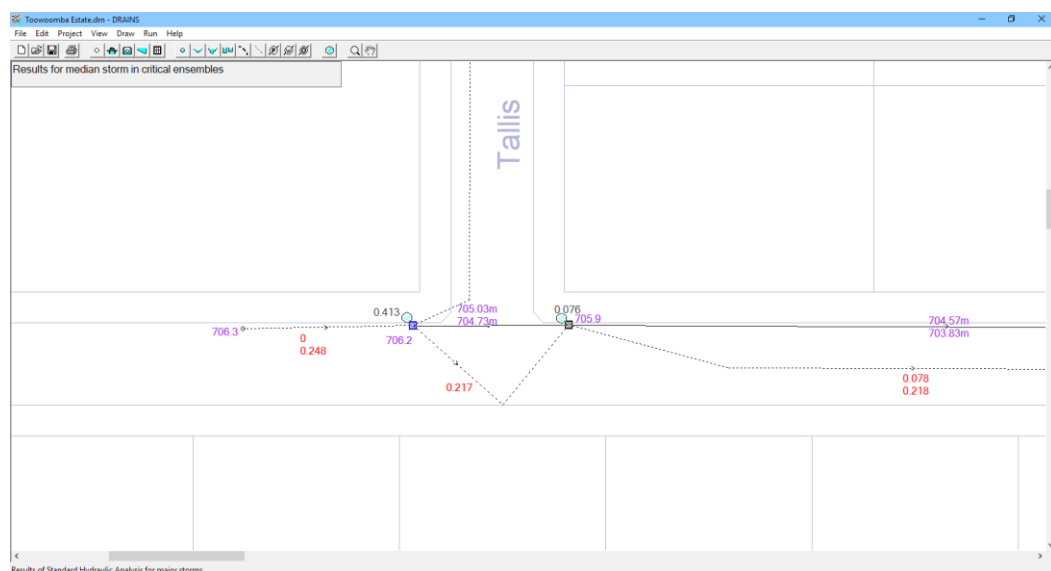 Toowoomba Estate.drn - DRAINS
File Edit Project View Draw Run Help
Results for median storm in critical ensembles
Tallis
0.413
705.03m
704.73m
0.076
705.9
706.3
706.2
0
0.248
0.217
704.57m
703.83m
0.078
0.218
Results of Standard Hydraulic Analysis for major storms